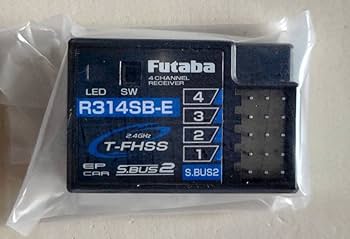 Futaba
4 CHANNEL
RECEIVER
LED SW
R314SB-E
4
3
2
1
2.4GHz
T-FHSS
EP
CAR
S.BUS2
S.BUS2